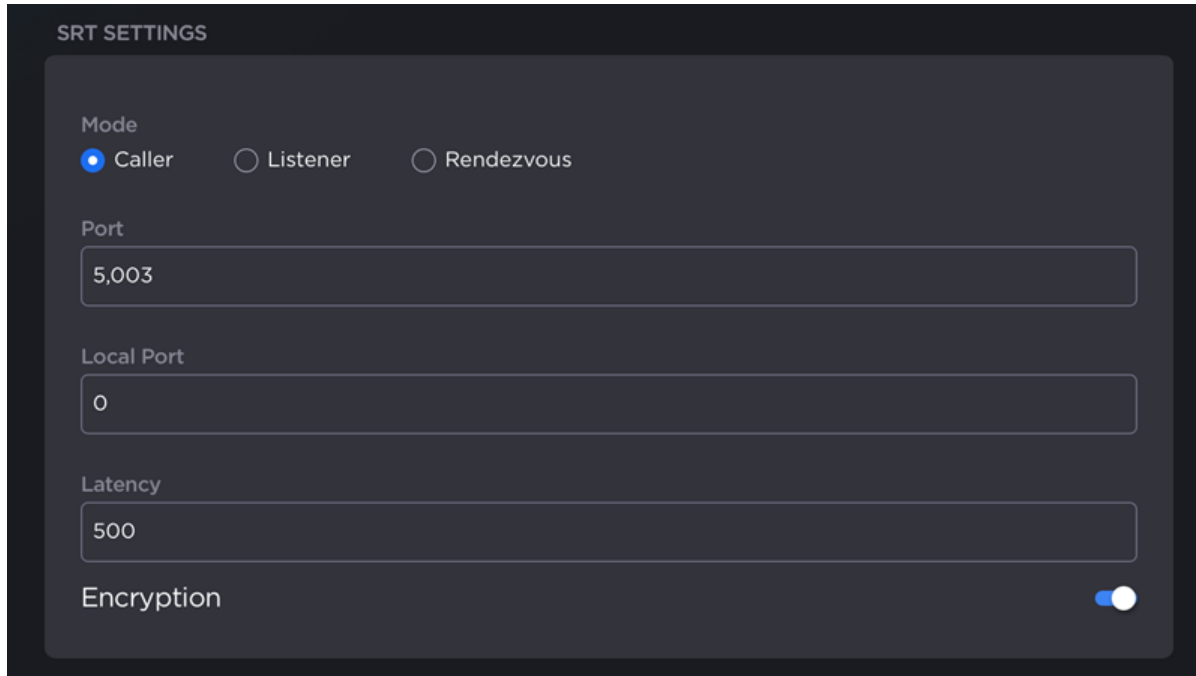 SRT SETTINGS
Mode
Caller Listener Rendezvous
Port
5,003
Local Port
0
Latency
500
Encryption